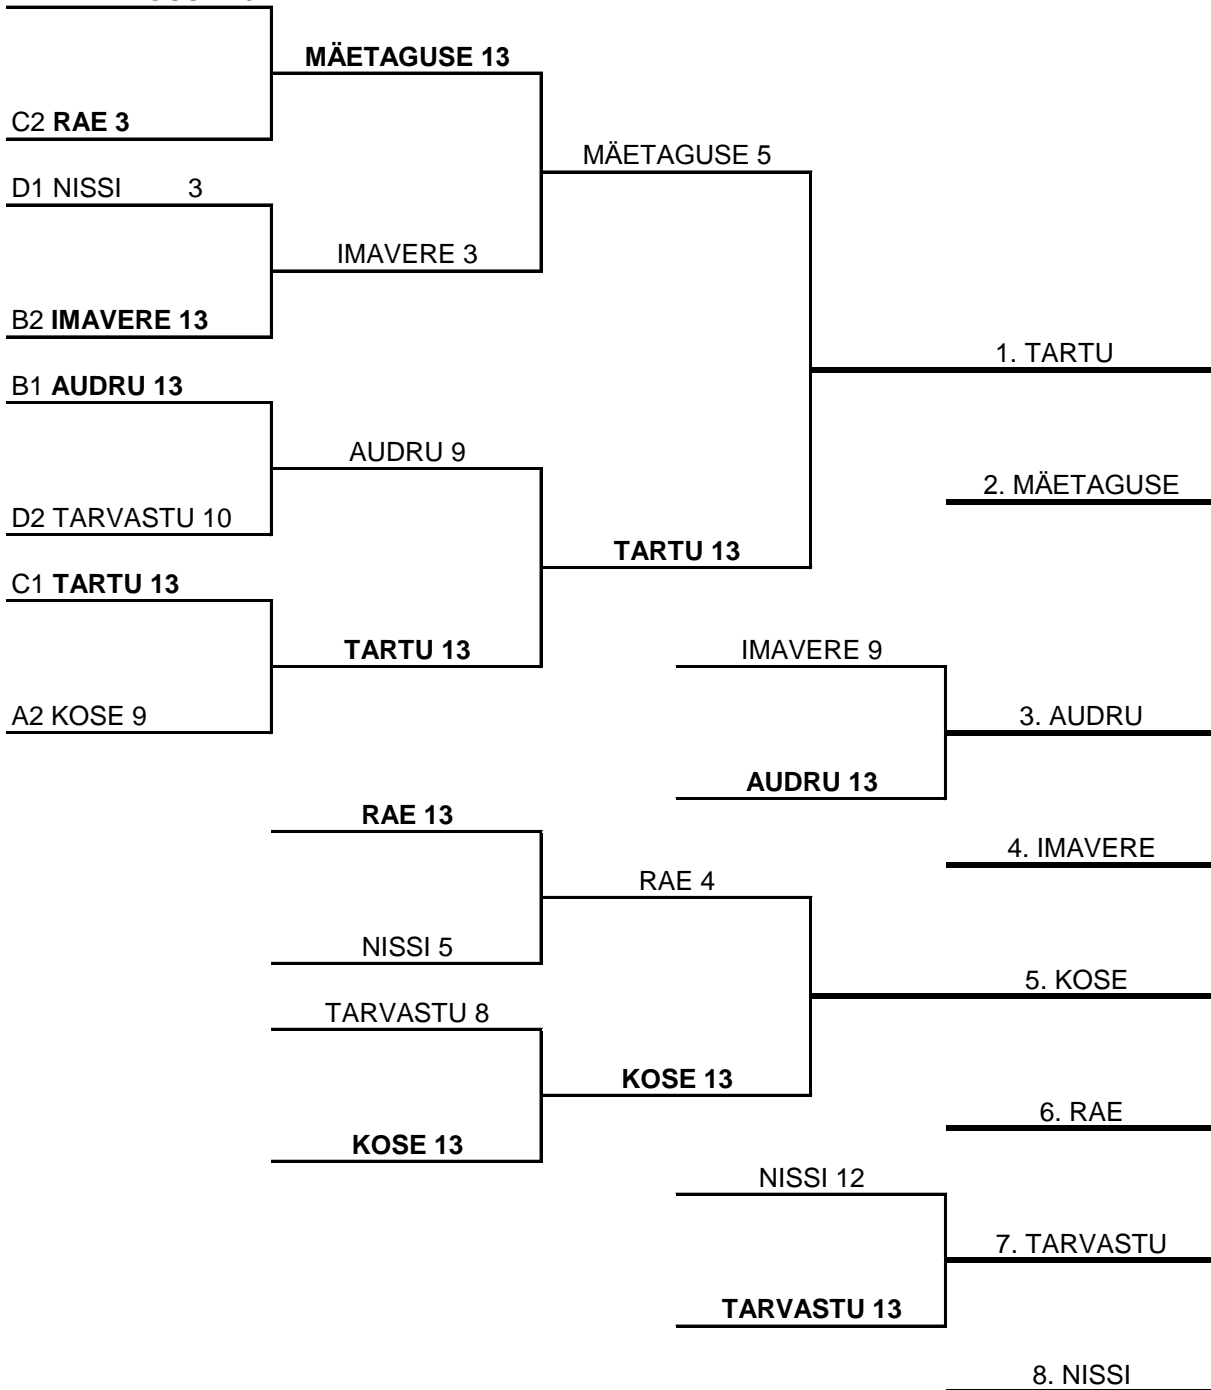 MÄETAGUSE 13
C2 RAE 3
MÄETAGUSE 5
D1 NISSI 3
IMAVERE 3
B2 IMAVERE 13
1. TARTU
B1 AUDRU 13
AUDRU 9
2. MÄETAGUSE
D2 TARVASTU 10
TARTU 13
C1 TARTU 13
TARTU 13
IMAVERE 9
A2 KOSE 9
3. AUDRU
AUDRU 13
RAE 13
4. IMAVERE
RAE 4
NISSI 5
5. KOSE
TARVASTU 8
KOSE 13
6. RAE
KOSE 13
NISSI 12
7. TARVASTU
TARVASTU 13
8. NISSI